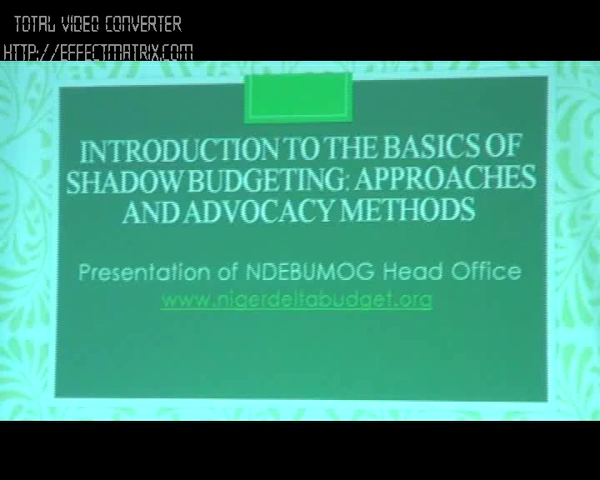 TOTAL VIDEO CONVERTER
HTTP://EFFECTMATRIX.COM
INTRODUCTION TO THE BASICS OF
SHADOW BUDGETING: APPROACHES
AND ADVOCACY METHODS
Presentation of NDEBUMOG Head Office
www.nigerdeltabudget.org